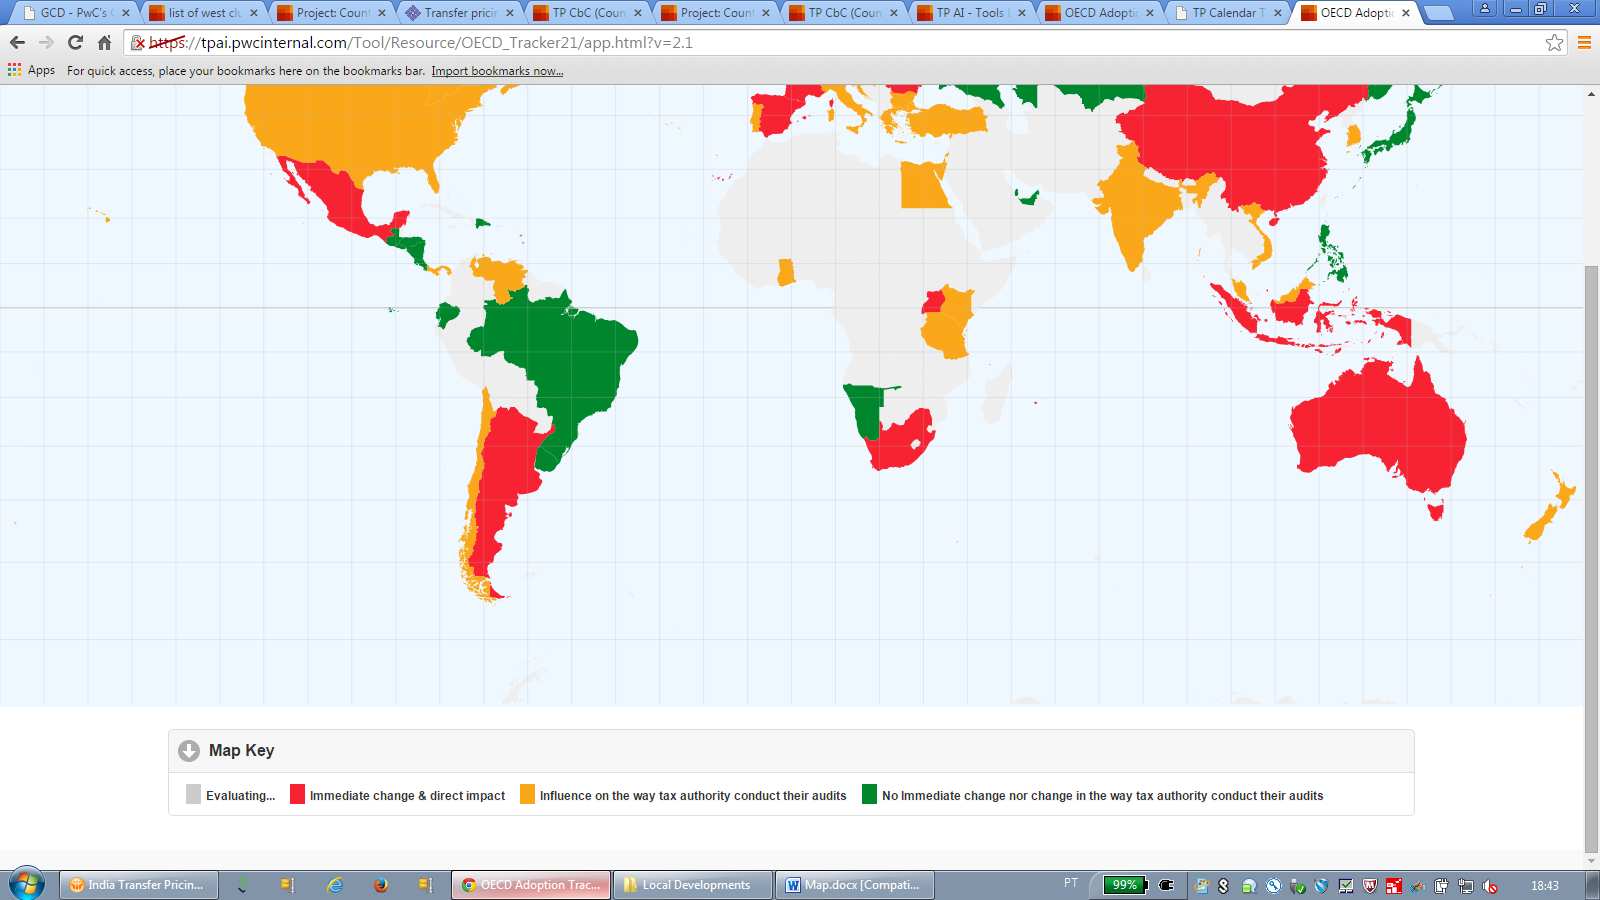 GCD - PwC's
list of west clu
Project: Count
Transfer pricin
TP CbC (Coun
Project: Count
TP CbC (Coun
TP AI - Tools
OECD Adopti
TP Calendar T
OECD Adopti
https://tpai.pwcinternal.com/Tool/Resource/OECD_Tracker21/app.html?v=2.1
Apps For quick access, place your bookmarks here on the bookmarks bar. Import bookmarks now...
Map Key
Evaluating... Immediate change & direct impact Influence on the way tax authority conduct their audits No Immediate change nor change in the way tax authority conduct their audits
India Transfer Pricin...
OECD Adoption Trac...
Local Developments
Map.docx [Compati...
PT
99%
18:43